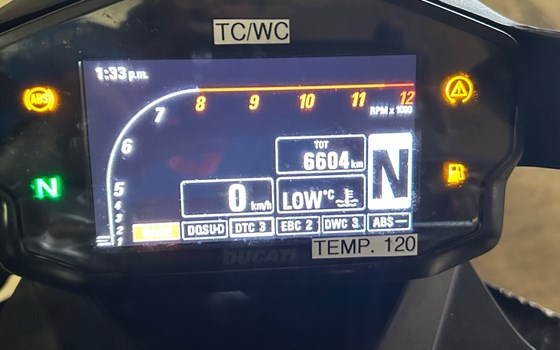 TC/WC
1:33 p.m.
ABS
7 8 9 10 11 12
RPM x 1000
6
TOT
6604 km
N
N
5
4
3
2
1
0 km/h
LOW °C
DTC 3 EBC 2 DWC 3 ABS —
TEMP. 120
DUCATI